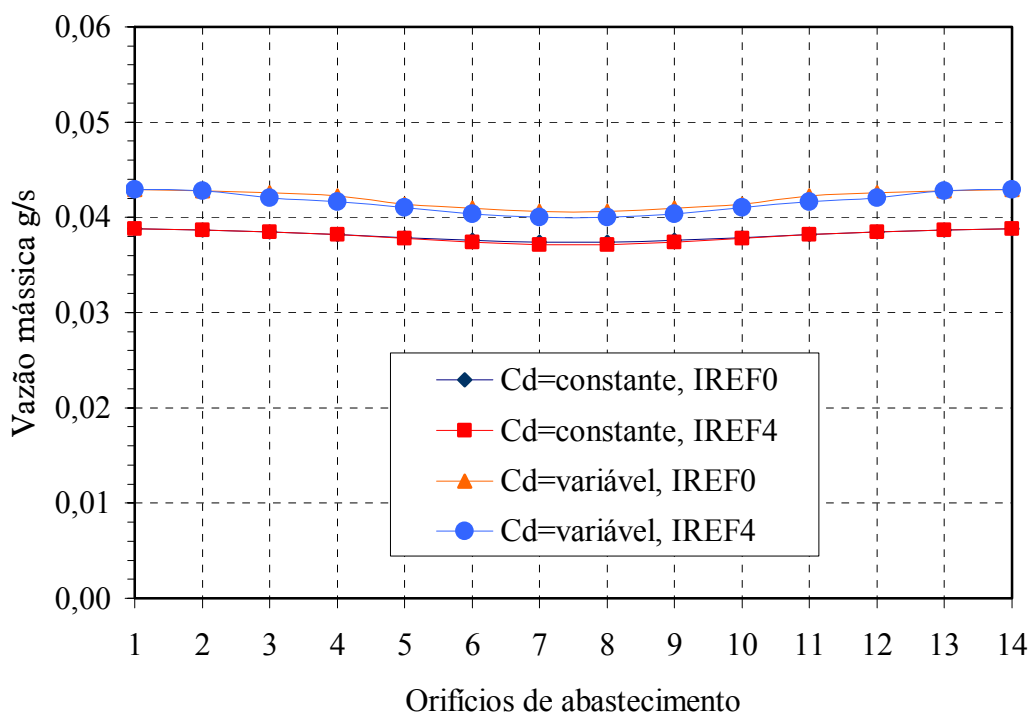 0,06
0,05
0,04
0,03
0,02
0,01
0,00
Vazão mássica g/s
Cd=constante, IREF0
Cd=constante, IREF4
Cd=variável, IREF0
Cd=variável, IREF4
1 2 3 4 5 6 7 8 9 10 11 12 13 14
Orifícios de abastecimento